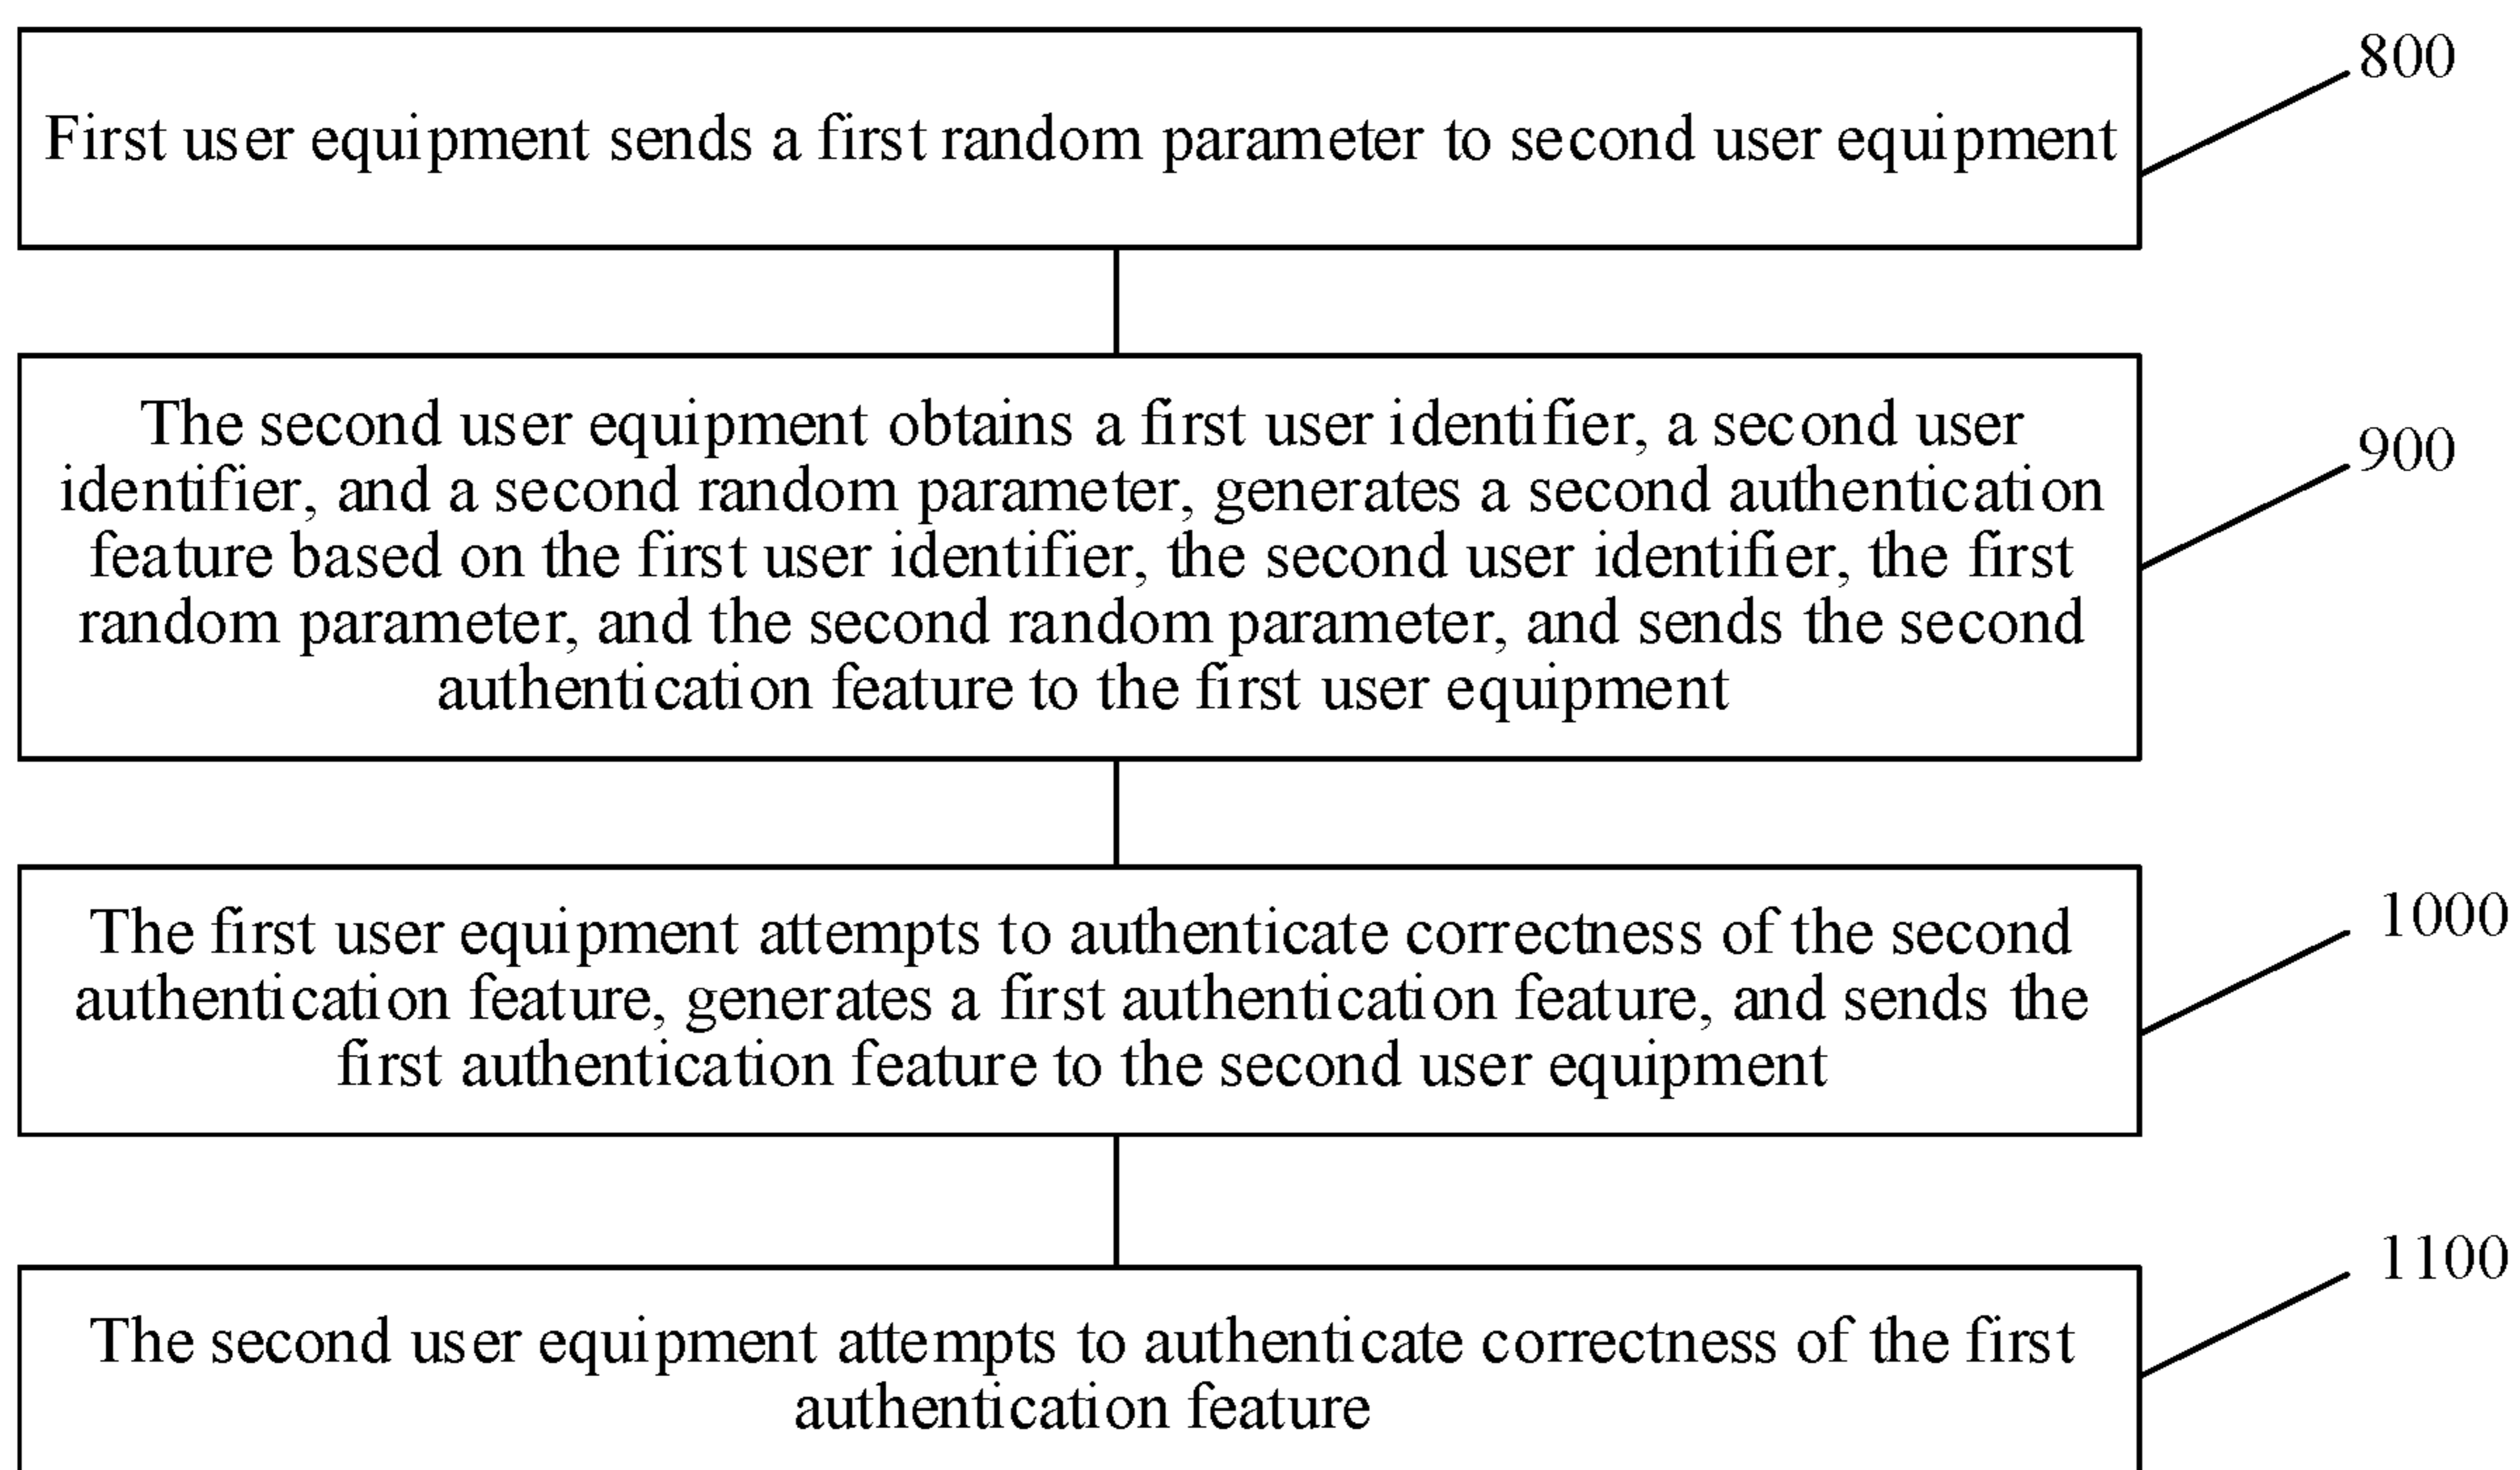 800
First user equipment sends a first random parameter to second user equipment
The second user equipment obtains a first user identifier, a second user
identifier, and a second random parameter, generates a second authentication
feature based on the first user identifier, the second user identifier, the first
random parameter, and the second random parameter, and sends the second
authentication feature to the first user equipment
900
The first user equipment attempts to authenticate correctness of the second
authentication feature, generates a first authentication feature, and sends the
first authentication feature to the second user equipment
1000
The second user equipment attempts to authenticate correctness of the first
authentication feature
1100